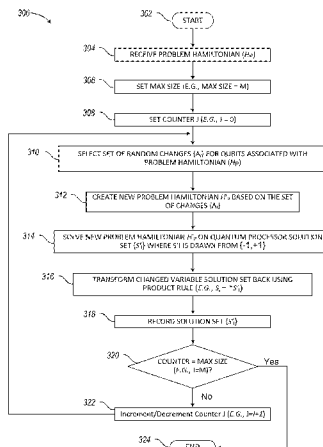 300
302
START
304
RECEIVE PROBLEM HAMILTONIAN (HP)
306
SET MAX SIZE (E.G., MAX SIZE = M)
308
SET COUNTER J (E.G., J = 0)
310
SELECT SET OF RANDOM CHANGES {Ai} FOR QUBITS ASSOCIATED WITH
PROBLEM HAMILTONIAN (HP)
312
CREATE NEW PROBLEM HAMILTONIAN BASED ON THE SET
OF CHANGES {Ai}
314
SOLVE NEW PROBLEM HAMILTONIAN ON QUANTUM PROCESSOR SOLUTION
SET WHERE IS DRAWN FROM {-1,+1}
316
TRANSFORM CHANGED VARIABLE SOLUTION SET BACK USING
PRODUCT RULE
318
RECORD SOLUTION SET
320
COUNTER = MAX SIZE
(E.G., J=M)?
Yes
No
322
Increment/Decrement Counter J (E.G., J=J+1)
324
END